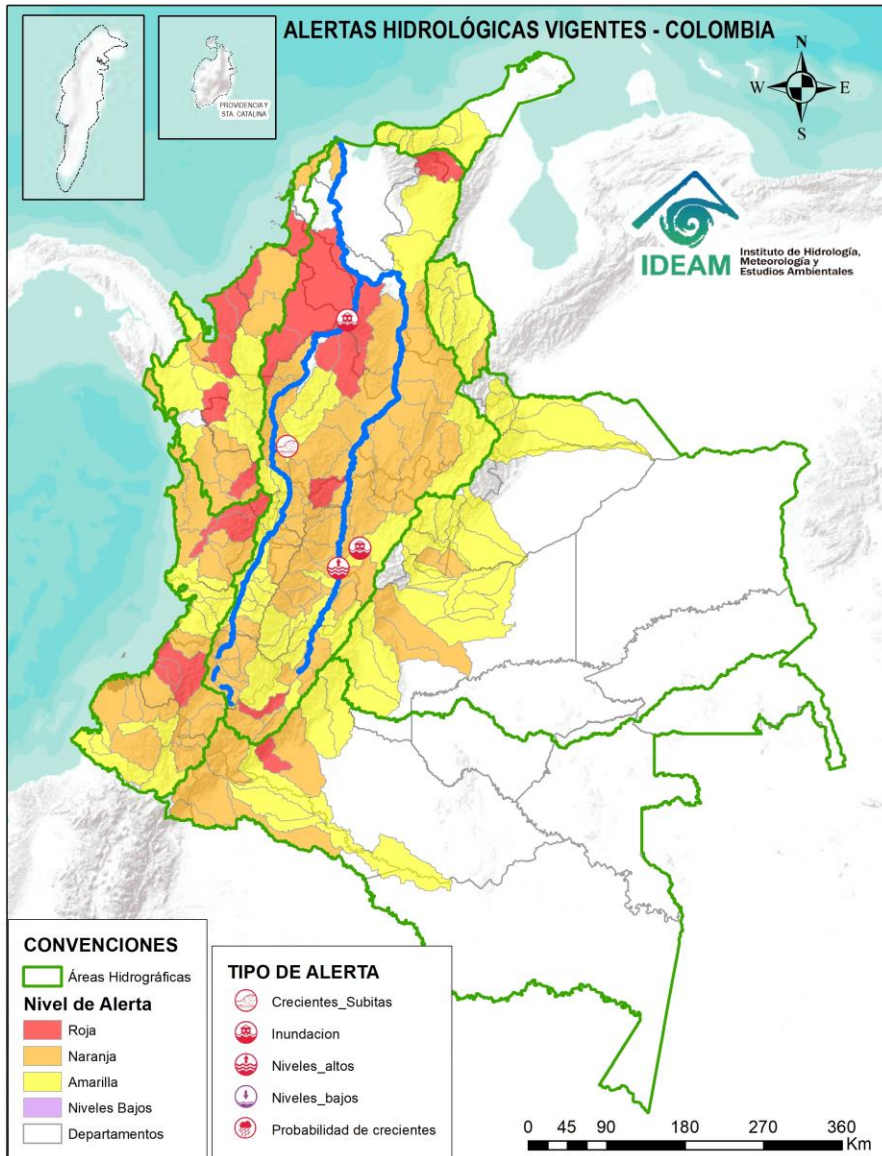 ALERTAS HIDROLÓGICAS VIGENTES - COLOMBIA
PROVIDENCIA Y
STA. CATALINA
N
W
E
S
IDEAM
Instituto de Hidrología,
Meteorología y
Estudios Ambientales
CONVENCIONES
Áreas Hidrográficas
Nivel de Alerta
Roja
Naranja
Amarilla
Niveles Bajos
Departamentos
TIPO DE ALERTA
Crecientes_Subitas
Inundacion
Niveles_altos
Niveles_bajos
Probabilidad de crecientes
0 45 90 180 270 360
Km